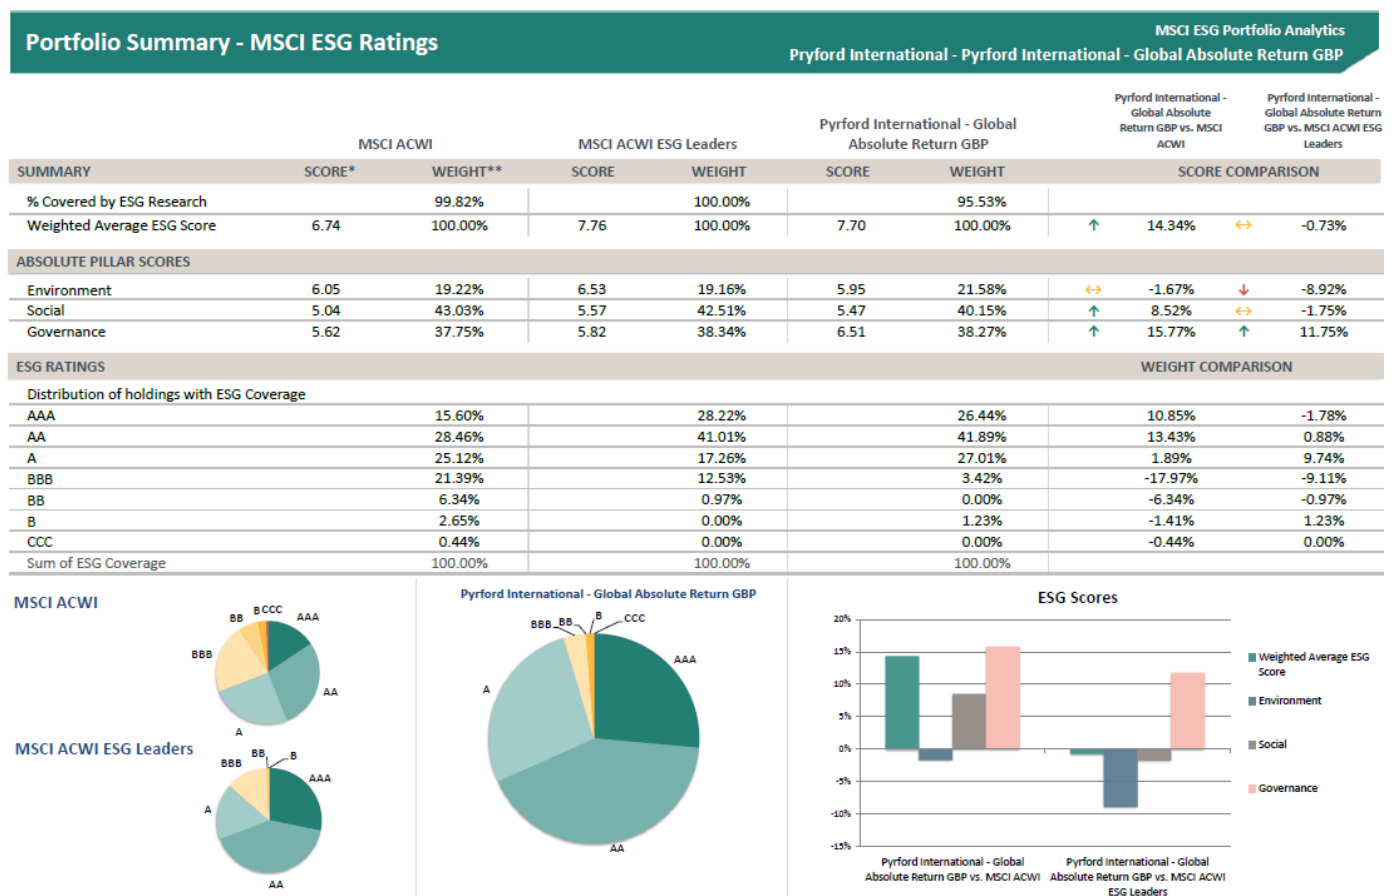 Portfolio Summary - MSCI ESG Ratings
MSCI ESG Portfolio Analytics
Pryford International - Pyrford International - Global Absolute Return GBP
MSCI ACWI
MSCI ACWI ESG Leaders
Pyrford International - Global
Absolute Return GBP
Pyrford International -
Global Absolute
Return GBP vs. MSCI
ACWI
Pyrford International -
Global Absolute Return
GBP vs. MSCI ACWI ESG
Leaders
SUMMARY SCORE* WEIGHT** SCORE WEIGHT SCORE WEIGHT SCORE COMPARISON
% Covered by ESG Research 99.82% 100.00% 95.53%
Weighted Average ESG Score 6.74 100.00% 7.76 100.00% 7.70 100.00% ↑ 14.34% ↔ -0.73%
ABSOLUTE PILLAR SCORES
Environment 6.05 19.22% 6.53 19.16% 5.95 21.58% ↔ -1.67% ↓ -8.92%
Social 5.04 43.03% 5.57 42.51% 5.47 40.15% ↑ 8.52% ↔ -1.75%
Governance 5.62 37.75% 5.82 38.34% 6.51 38.27% ↑ 15.77% ↑ 11.75%
ESG RATINGS WEIGHT COMPARISON
Distribution of holdings with ESG Coverage
AAA 15.60% 28.22% 26.44% 10.85% -1.78%
AA 28.46% 41.01% 41.89% 13.43% 0.88%
A 25.12% 17.26% 27.01% 1.89% 9.74%
BBB 21.39% 12.53% 3.42% -17.97% -9.11%
BB 6.34% 0.97% 0.00% -6.34% -0.97%
B 2.65% 0.00% 1.23% -1.41% 1.23%
CCC 0.44% 0.00% 0.00% -0.44% 0.00%
Sum of ESG Coverage 100.00% 100.00% 100.00%
MSCI ACWI
BB B CCC AAA
BBB
AA
A
MSCI ACWI ESG Leaders
BB B
BBB AAA
A
AA
Pyrford International - Global Absolute Return GBP
BBB BB B CCC
AAA
A
AA
ESG Scores
20%
15%
10%
5%
0%
-5%
-10%
-15%
Pyrford International - Global
Absolute Return GBP vs. MSCI ACWI
Pyrford International - Global
Absolute Return GBP vs. MSCI ACWI
ESG Leaders
Weighted Average ESG
Score
Environment
Social
Governance